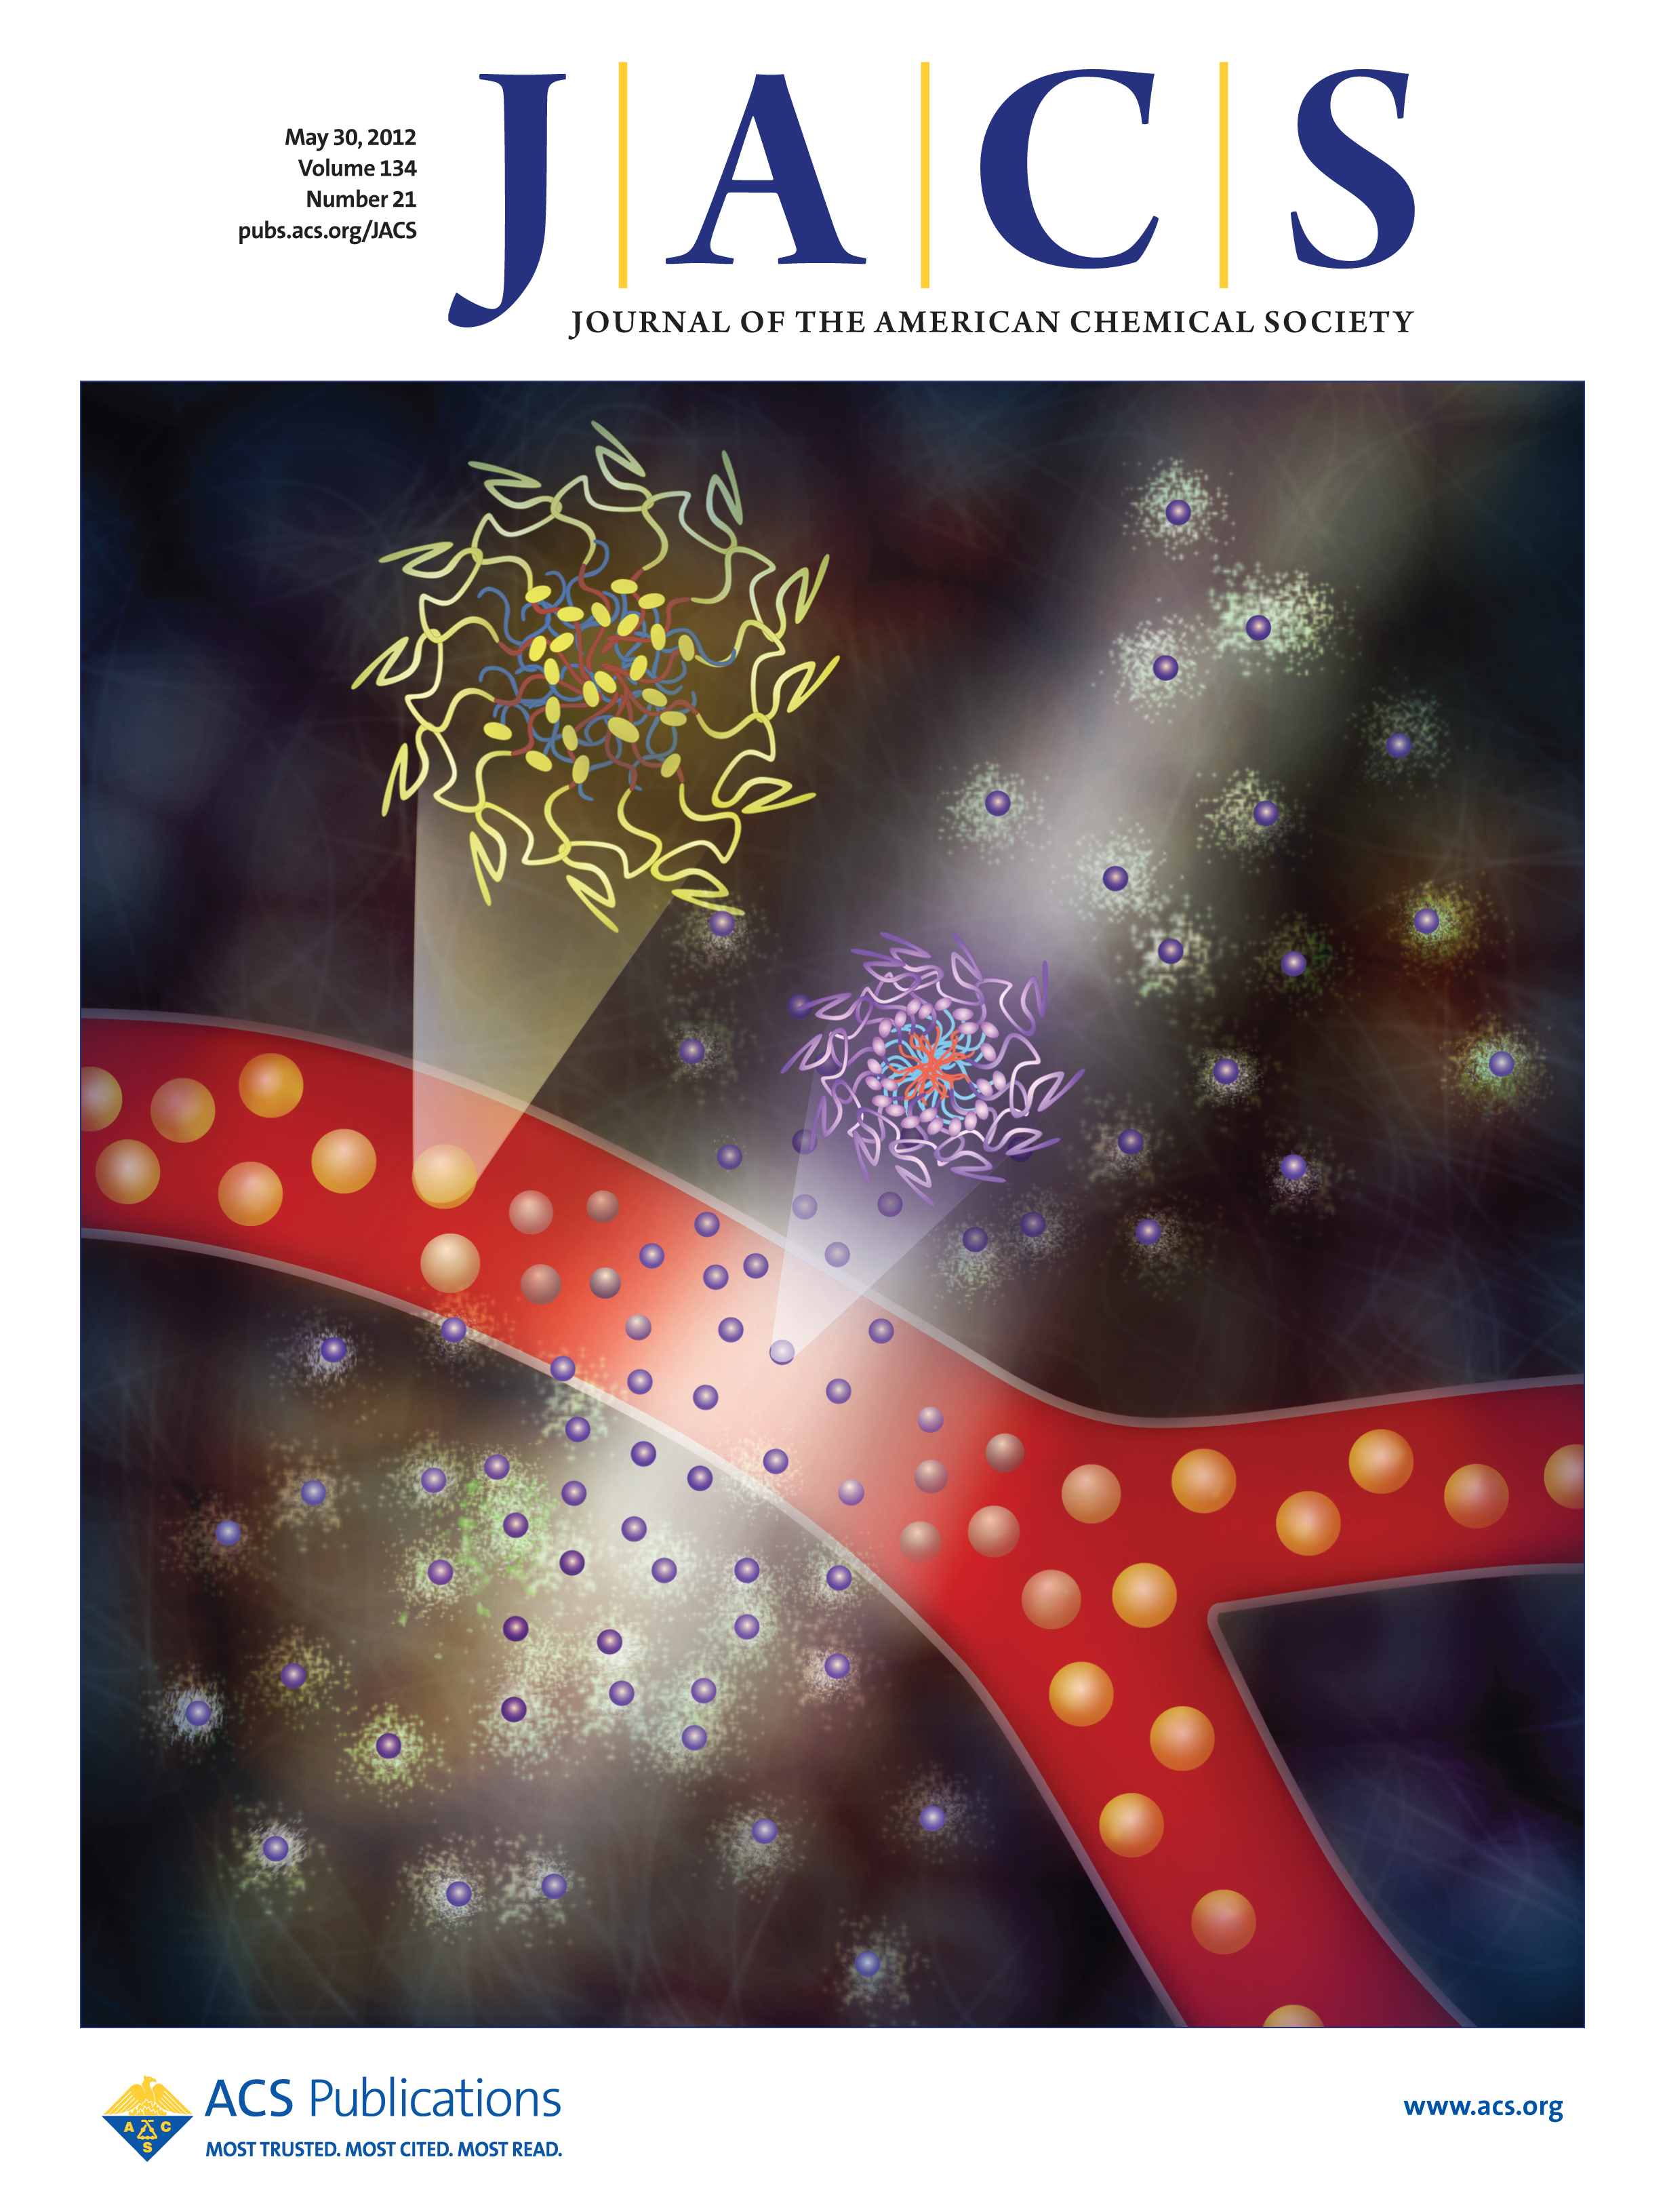 May 30, 2012
Volume 134
Number 21
pubs.acs.org/JACS
J|A|C|S
JOURNAL OF THE AMERICAN CHEMICAL SOCIETY
A C
S
ACS Publications
MOST TRUSTED. MOST CITED. MOST READ.
www.acs.org